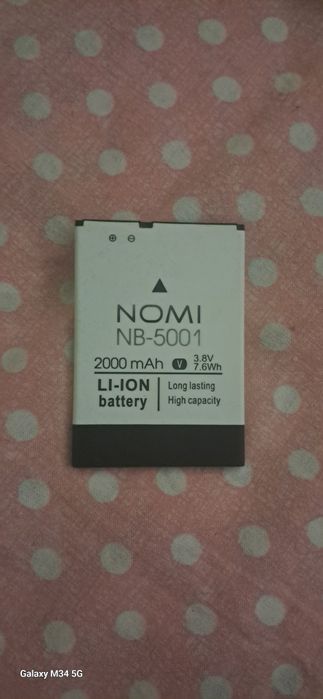 NOMI
NB-5001
2000 mAh V 3.8V
7.6Wh
LI-ION
battery
Long lasting
High capacity
Galaxy M34 5G